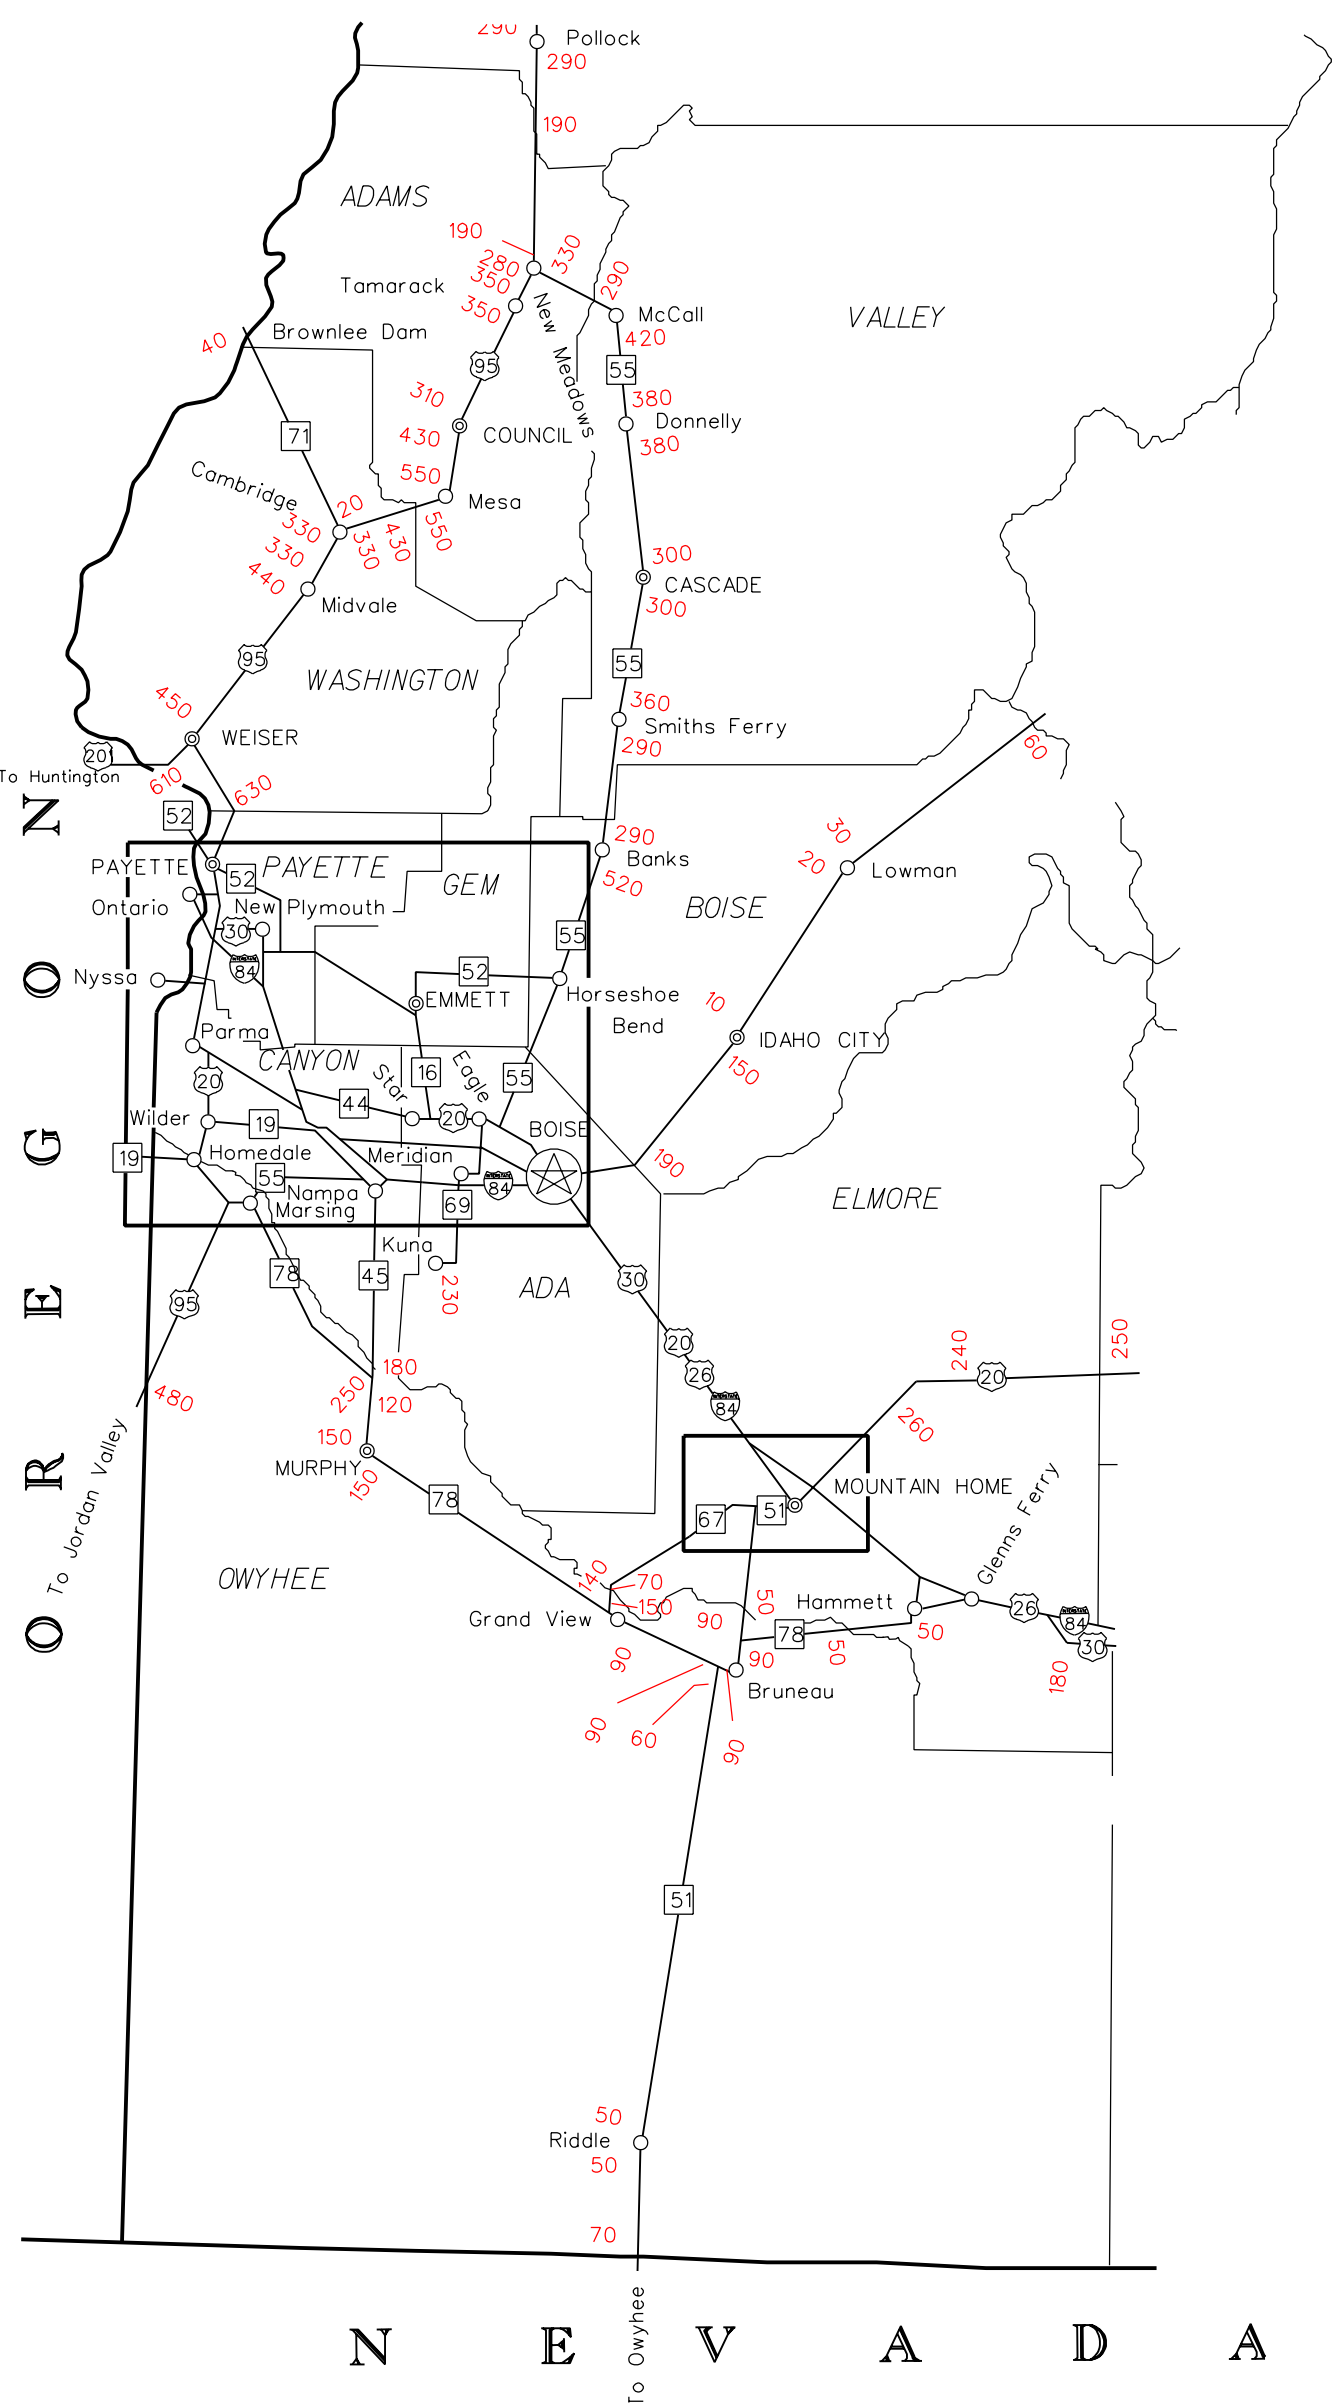 290
Pollock
290
190
ADAMS
190
280
330
350
290
Tamarack
350
New Meadows
McCall
VALLEY
Brownlee Dam
40
420
95
55
310
380
Donnelly
430
COUNCIL
380
71
Cambridge
550
Mesa
20
330
330
430
550
330
440
300
CASCADE
300
Midvale
95
55
WASHINGTON
450
360
Smiths Ferry
WEISER
290
20
To Huntington
610
630
60
52
290
30
PAYETTE
PAYETTE
Banks
20
Lowman
52
GEM
520
Ontario
New Plymouth
BOISE
30
55
84
52
Nyssa
EMMETT
Horseshoe
Bend
10
Parma
IDAHO CITY
CANYON
150
20
16
55
Star
Eagle
44
Wilder
19
20
BOISE
19
Homedale
Meridian
190
55
Nampa
84
Marsing
69
ELMORE
Kuna
78
45
230
ADA
30
95
20
26
240
250
180
20
480
250
120
84
260
150
MURPHY
150
78
MOUNTAIN HOME
67
51
Glenns Ferry
To Jordan Valley
OWYHEE
140
70
150
50
Hammett
26
Grand View
90
78
50
84
30
90
90
50
180
Bruneau
90
60
90
51
50
Riddle
50
70
To Owyhee
OREGON
NEVADA